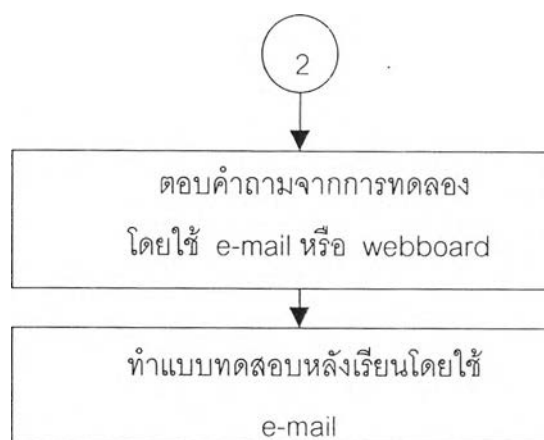 2
ตอบคำถามจากการทดลอง
โดยใช้ e-mail หรือ webboard
ทำแบบทดสอบหลังเรียนโดยใช้
e-mail